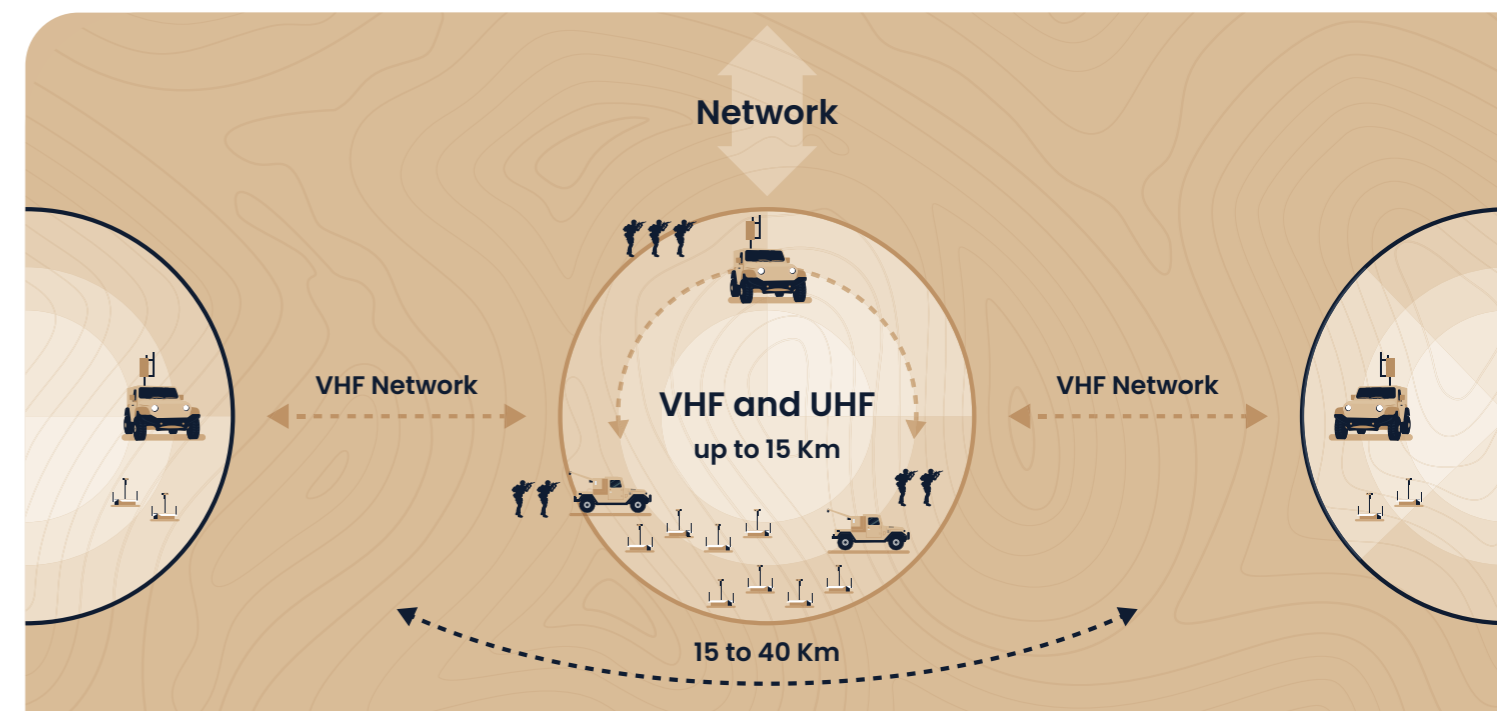 Network
VHF Network
VHF and UHF
up to 15 Km
VHF Network
15 to 40 Km